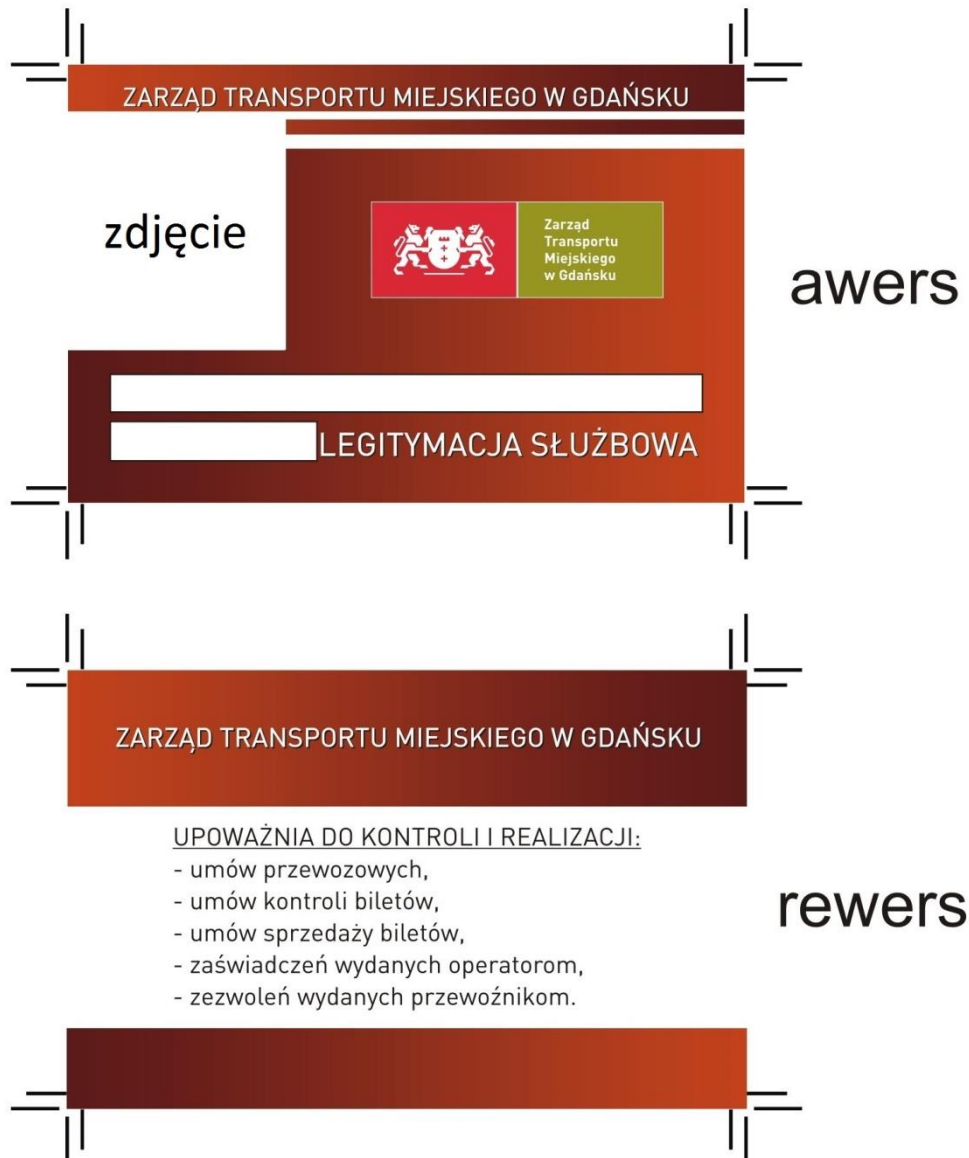 ZARZĄD TRANSPORTU MIEJSKIEGO W GDAŃSKU
zdjęcie
Zarząd
Transportu
Miejskiego
w Gdańsku
awers
LEGITYMACJA SŁUŻBOWA
ZARZĄD TRANSPORTU MIEJSKIEGO W GDAŃSKU
UPOWAŻNIA DO KONTROLI I REALIZACJI:
- umów przewozowych,
- umów kontroli biletów,
- umów sprzedaży biletów,
- zaświadczeń wydanych operatorom,
- zezwoleń wydanych przewoźnikom.
rewers